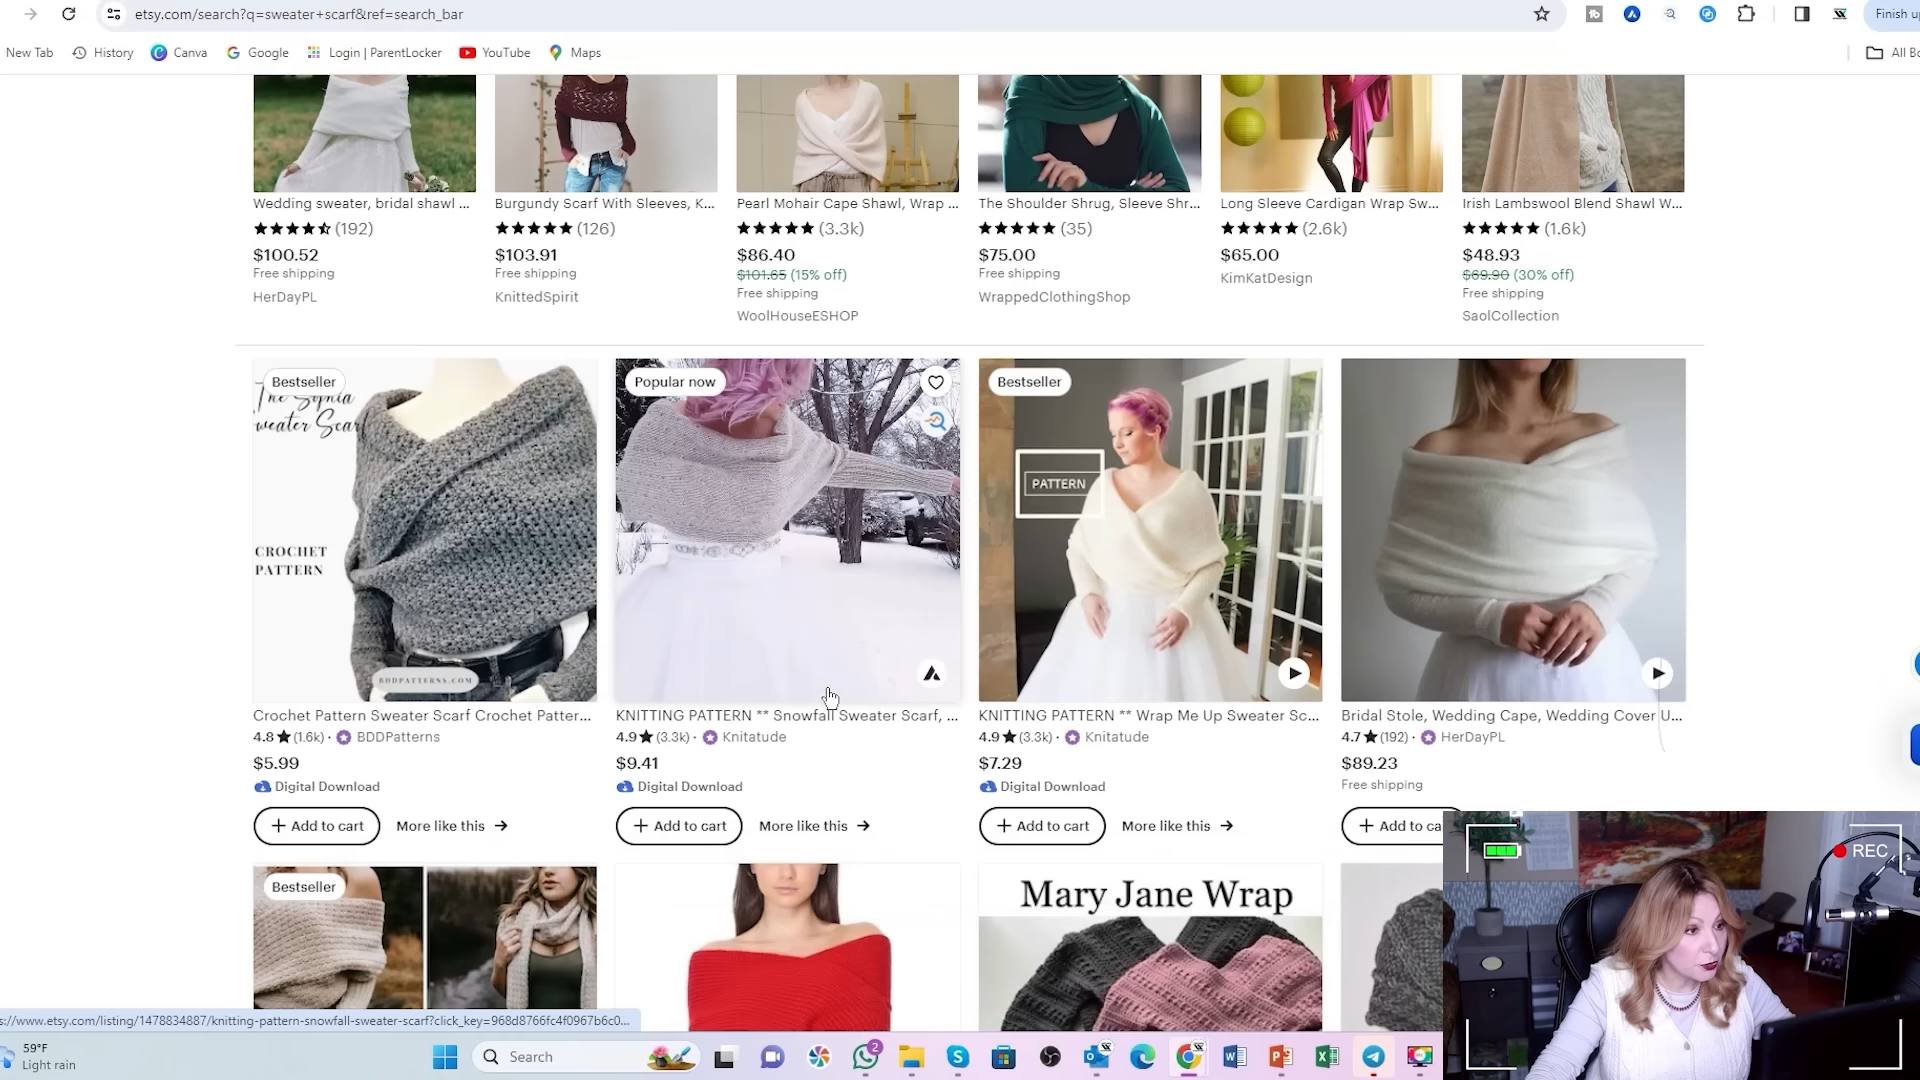 etsy.com/search?q=sweater+scarf&ref=search_bar
Finish u
New Tab
History
Canva
Google
Login | ParentLocker
YouTube
Maps
All Bo
Wedding sweater, bridal shawl ...
(192)
$100.52
Free shipping
HerDayPL
Burgundy Scarf With Sleeves, K...
(126)
$103.91
Free shipping
KnittedSpirit
Pearl Mohair Cape Shawl, Wrap ...
(3.3k)
$86.40
$101.65 (15% off)
Free shipping
WoolHouseESHOP
The Shoulder Shrug, Sleeve Shr...
(35)
$75.00
Free shipping
WrappedClothingShop
Long Sleeve Cardigan Wrap Sw...
(2.6k)
$65.00
KimKatDesign
Irish Lambswool Blend Shawl W...
(1.6k)
$48.93
$69.90 (30% off)
Free shipping
SaolCollection
Bestseller
The Sophia
weater Scar
CROCHET
PATTERN
BDDPATTERNS.COM
Crochet Pattern Sweater Scarf Crochet Patter...
4.8 (1.6k) · BDDPatterns
$5.99
Digital Download
+ Add to cart
More like this →
Popular now
KNITTING PATTERN ** Snowfall Sweater Scarf, ...
4.9 (3.3k) · Knitatude
$9.41
Digital Download
+ Add to cart
More like this →
Bestseller
PATTERN
KNITTING PATTERN ** Wrap Me Up Sweater Sc...
4.9 (3.3k) · Knitatude
$7.29
Digital Download
+ Add to cart
More like this →
Bridal Stole, Wedding Cape, Wedding Cover U...
4.7 (192) · HerDayPL
$89.23
Free shipping
+ Add to ca
Bestseller
Mary Jane Wrap
REC
s://www.etsy.com/listing/1478834887/knitting-pattern-snowfall-sweater-scarf?click_key=968d8766fc4f0967b6c0...
59°F
Light rain
Search
2